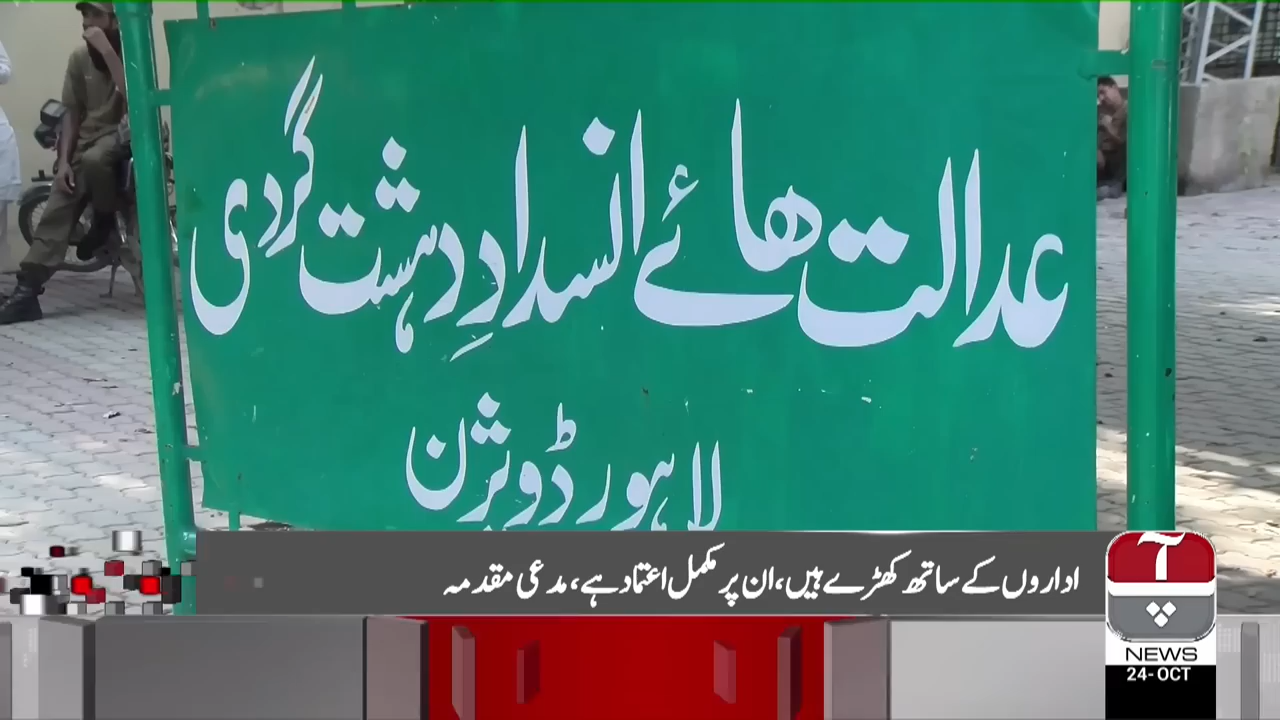 عدالت ھائے انسدادِ دہشت گردی
لاہور ڈویژن
اداروں کے ساتھ کھڑے ہیں، ان پر مکمل اعتماد ہے، مدعی مقدمہ
آپ
NEWS
24-OCT